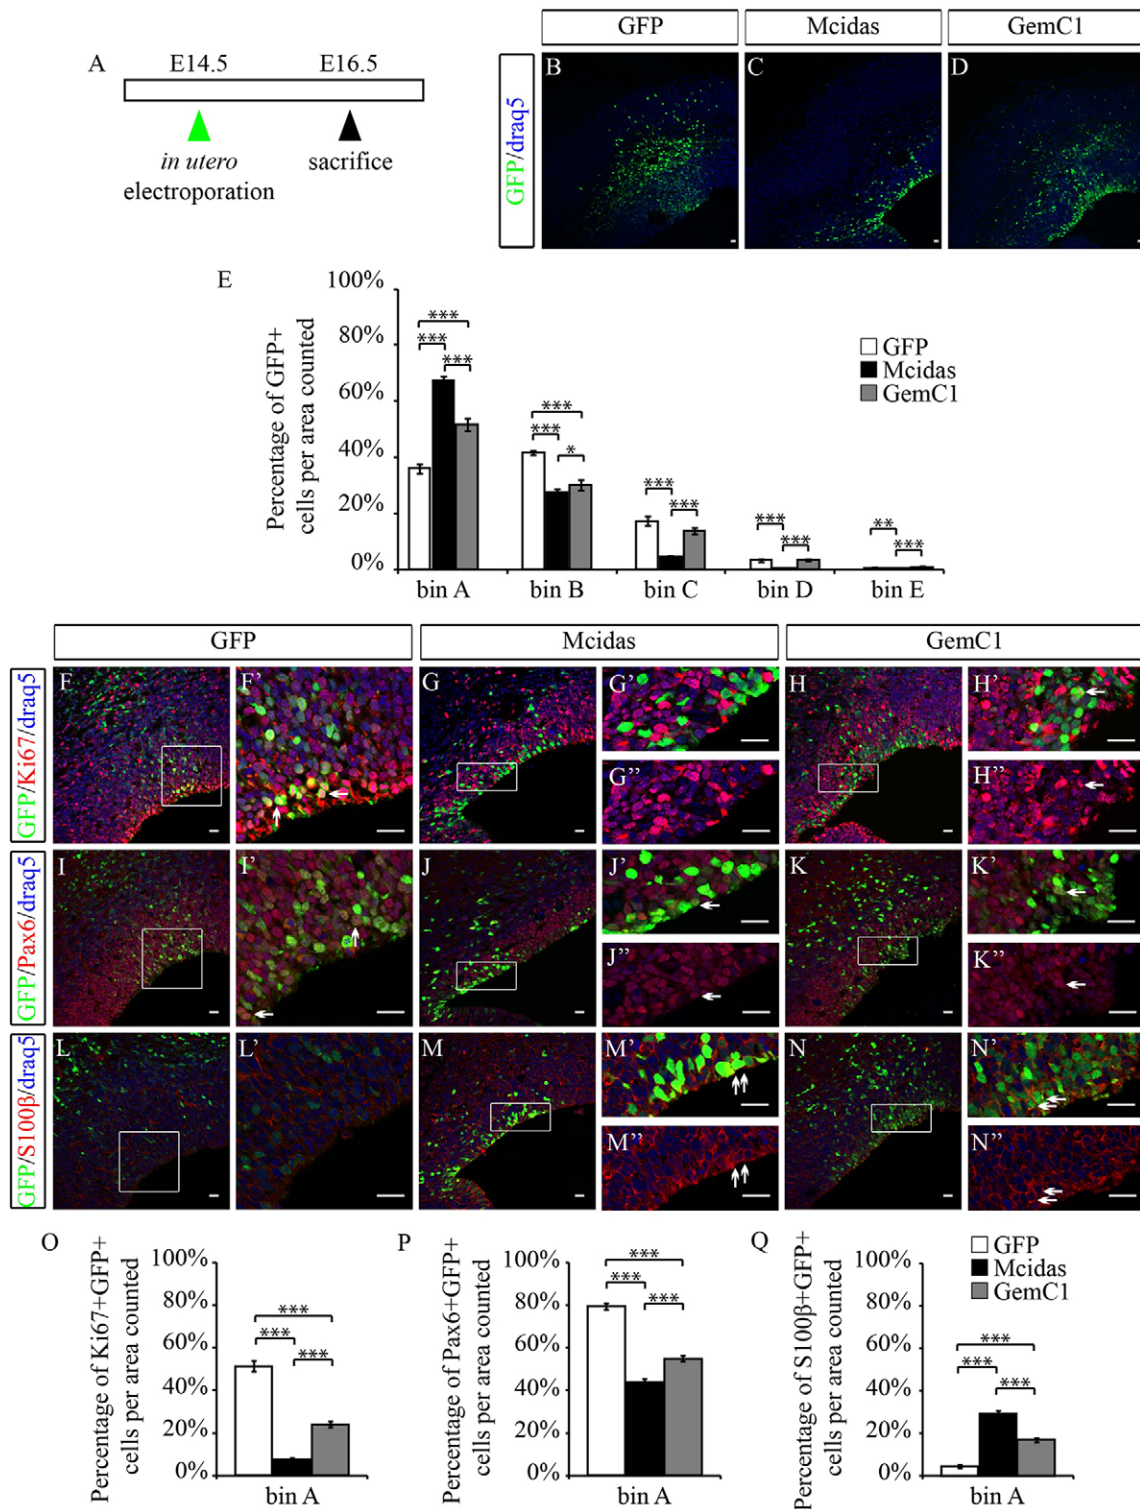 GFP
Mcidas
GemC1
A
E14.5
E16.5
in utero
electroporation
sacrifice
GFP/draq5
B
C
D
E
Percentage of GFP+
cells per area counted
100%
80%
60%
40%
20%
0%
***
***
***
***
***
*
***
***
***
***
**
***
GFP
Mcidas
GemC1
bin A
bin B
bin C
bin D
bin E
GFP
Mcidas
GemC1
GFP/Ki67/draq5
F
F’
G
G’
G’’
H
H’
H’’
GFP/Pax6/draq5
I
I’
J
J’
J’’
K
K’
K’’
GFP/S100β/draq5
L
L’
M
M’
M’’
N
N’
N’’
O
Percentage of Ki67+GFP+
cells per area counted
100%
80%
60%
40%
20%
0%
***
***
***
bin A
P
Percentage of Pax6+GFP+
cells per area counted
100%
80%
60%
40%
20%
0%
***
***
***
bin A
Q
Percentage of S100β+GFP+
cells per area counted
100%
80%
60%
40%
20%
0%
***
***
***
GFP
Mcidas
GemC1
bin A